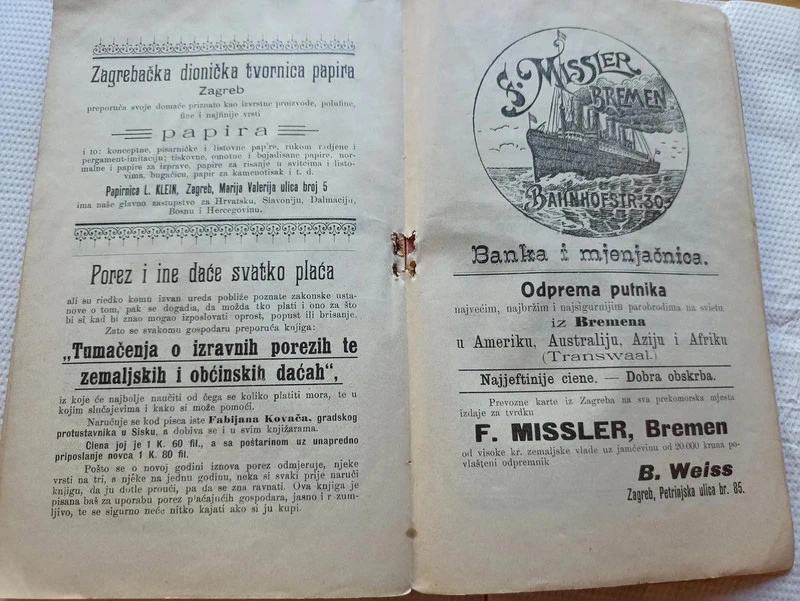 Zagrebačka dionička tvornica papira
Zagreb
preporuča svoje domaće priznato kao izvrstne proizvode, polufine,
fine i najfinije vrsti
papira
i to: konceptne, pisarničke i listovne papire, rukom rađjene i
pergament-imitaciju; tiskovne, omotne i bojadisane papire, nor-
malne i papire za izprave, papire za risanje u svitcima i listo-
vima, bugačicu, papir za kamenotisak i t. d.
Papirnica L. KLEIN, Zagreb, Marija Valerija ulica broj 5
ima naše glavno zastupstvo za Hrvatsku, Slavoniju, Dalmaciju,
Bosnu i Hercegovinu.
Porez i ine daće svatko plaća
ali su riedko komu izvan ureda pobliže poznate zakonske usta-
nove o tom, pak se dogadia, da možda tko plati i ono za što
bi si kad bi znao mogao izposlovati oprost, popust ili brisanje.
Zato se svakomu gospodaru preporuča knjiga:
„Tumačenja o izravnih porezih te
zemaljskih i obćinskih daćah“,
iz koje će najbolje naučiti od čega se koliko platiti mora, te u
kojim slučajevima i kako si može pomoći.
Naručuje se kod pisca iste Fabijana Kovača, gradskog
protustavnika u Sisku, a dobiva se i u svim knjižarama.
Ciena joj je 1 K. 60 fil., a sa poštarinom uz unapredno
priposlanje novca 1 K. 80 fil.
Pošto se o novoj godini iznova porez odmjeruje, njeke
vrsti na tri, a njeke na jednu godinu, neka si svaki prije naruči
knjigu, da ju dotle prouči, pa da se zna ravnati. Ova knjiga je
pisana baš za uporabu porez plaćajućih gospodara, jasno i razum-
ljivo, te se sigurno neće nitko kajati ako si ju kupi.
F. MISSLER
BREMEN
BAHNHOFSTR. 30.
Banka i mjenjačnica.
Odprema putnika
najvećim, najbržim i najsigurnijim parobrodima na svietu
iz Bremena
u Ameriku, Australiju, Aziju i Afriku
(Transwaal.)
Najjeftinije ciene. — Dobra obskrba.
Prevozne karte iz Zagreba na sva prekomorska mjesta
izdaje za tvrdku
F. MISSLER, Bremen
od visoke kr. zemaljske vlade uz jamčevinu od 20.000 kruna po-
vlašteni odpremnik
B. Weiss
Zagreb, Petrinjska ulica br. 85.